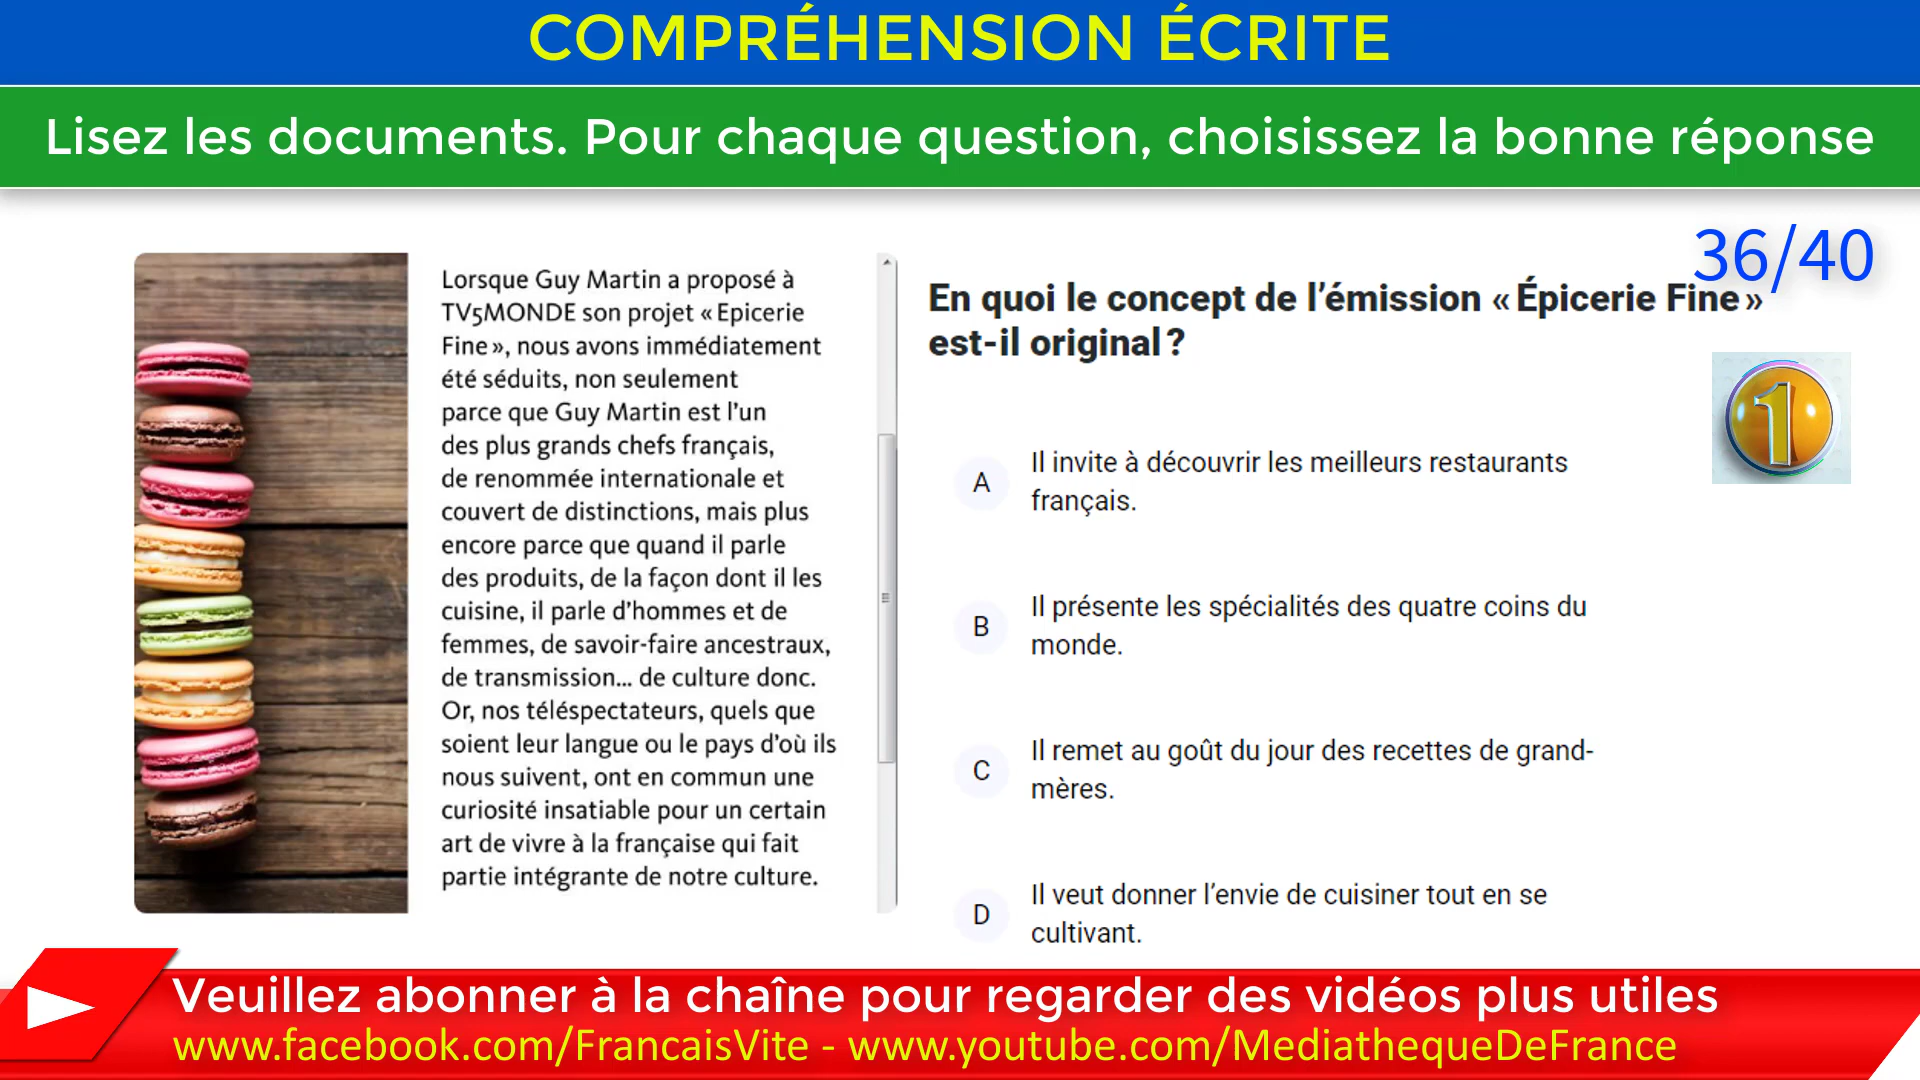 COMPRÉHENSION ÉCRITE
Lisez les documents. Pour chaque question, choisissez la bonne réponse
36/40
Lorsque Guy Martin a proposé à
TV5MONDE son projet « Epicerie
Fine », nous avons immédiatement
été séduits, non seulement
parce que Guy Martin est l'un
des plus grands chefs français,
de renommée internationale et
couvert de distinctions, mais plus
encore parce que quand il parle
des produits, de la façon dont il les
cuisine, il parle d'hommes et de
femmes, de savoir-faire ancestraux,
de transmission... de culture donc.
Or, nos téléspectateurs, quels que
soient leur langue ou le pays d'où ils
nous suivent, ont en commun une
curiosité insatiable pour un certain
art de vivre à la française qui fait
partie intégrante de notre culture.
En quoi le concept de l'émission « Épicerie Fine »
est-il original ?
1
A
Il invite à découvrir les meilleurs restaurants
français.
B
Il présente les spécialités des quatre coins du
monde.
C
Il remet au goût du jour des recettes de grand-
mères.
D
Il veut donner l'envie de cuisiner tout en se
cultivant.
Veuillez abonner à la chaîne pour regarder des vidéos plus utiles
www.facebook.com/FrancaisVite - www.youtube.com/MediathequeDeFrance